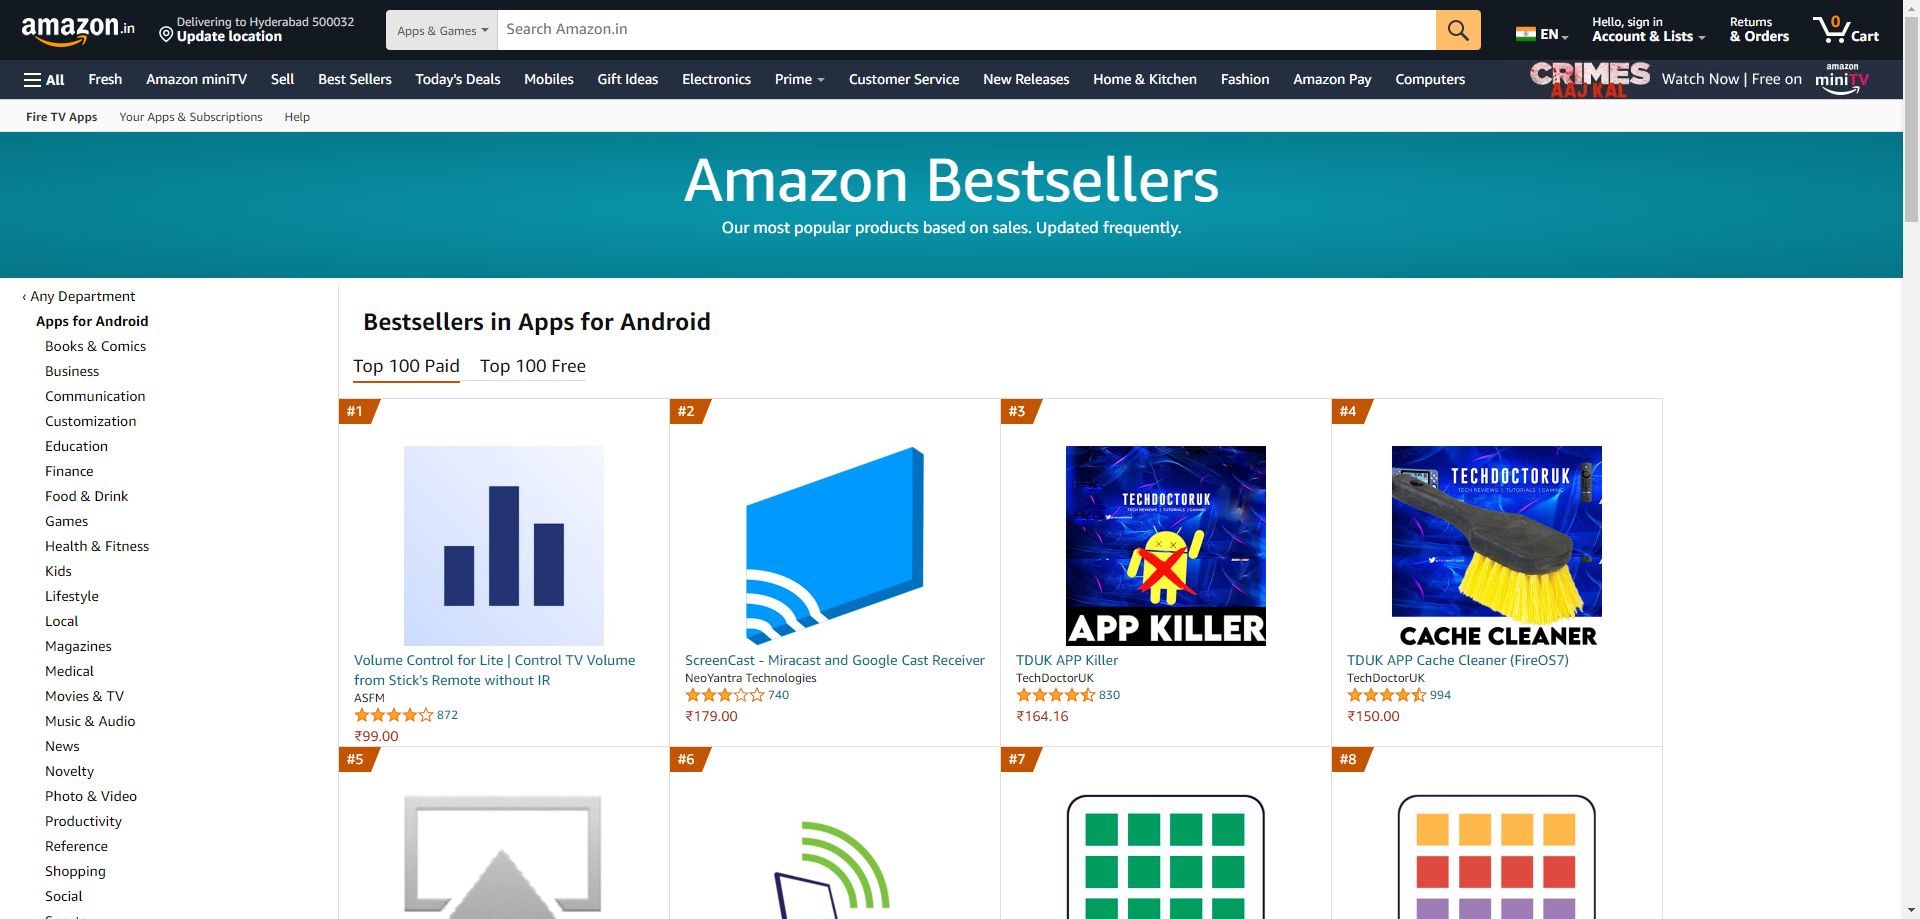 amazon.in
Delivering to Hyderabad 500032
Update location
Apps & Games
Search Amazon.in
EN
Hello, sign in
Account & Lists
Returns
& Orders
0
Cart
All
Fresh
Amazon miniTV
Sell
Best Sellers
Today's Deals
Mobiles
Gift Ideas
Electronics
Prime
Customer Service
New Releases
Home & Kitchen
Fashion
Amazon Pay
Computers
CRIMES
AAJ KAL
Watch Now | Free on
amazon
miniTV
Fire TV Apps
Your Apps & Subscriptions
Help
Amazon Bestsellers
Our most popular products based on sales. Updated frequently.
‹ Any Department
Apps for Android
Books & Comics
Business
Communication
Customization
Education
Finance
Food & Drink
Games
Health & Fitness
Kids
Lifestyle
Local
Magazines
Medical
Movies & TV
Music & Audio
News
Novelty
Photo & Video
Productivity
Reference
Shopping
Social
Bestsellers in Apps for Android
Top 100 Paid
Top 100 Free
#1
Volume Control for Lite | Control TV Volume
from Stick's Remote without IR
ASFM
872
₹99.00
#2
ScreenCast - Miracast and Google Cast Receiver
NeoYantra Technologies
740
₹179.00
#3
TECHDOCTORUK
TECH REVIEWS | TUTORIALS | GAMING
APP KILLER
TDUK APP Killer
TechDoctorUK
830
₹164.16
#4
TECHDOCTORUK
TECH REVIEWS | TUTORIALS | GAMING
CACHE CLEANER
TDUK APP Cache Cleaner (FireOS7)
TechDoctorUK
994
₹150.00
#5
#6
#7
#8